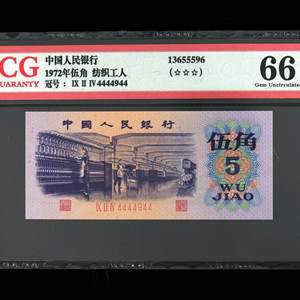 CG
UARANTY
中国人民银行
1972年伍角 纺织工人
冠号： IX II IV 4444944
13655596
(☆☆☆)
66
Gem Uncirculated
中国人民银行
伍角
5
WU
JIAO
IX II IV 4444944